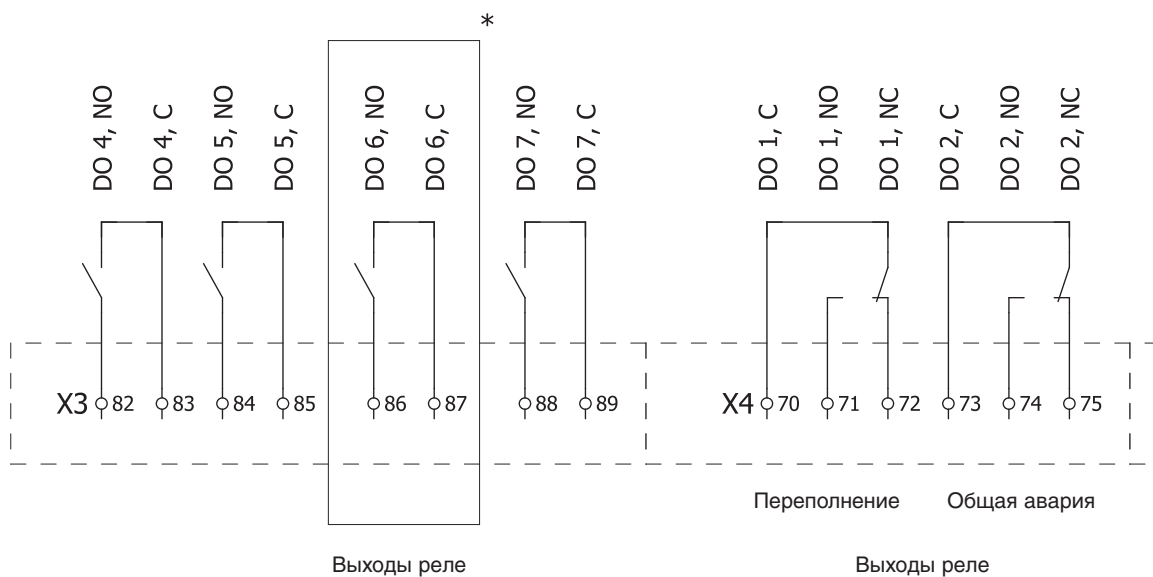 *
DO 4, NO
DO 4, C
DO 5, NO
DO 5, C
DO 6, NO
DO 6, C
DO 7, NO
DO 7, C
DO 1, C
DO 1, NO
DO 1, NC
DO 2, C
DO 2, NO
DO 2, NC
X3 82 83 84 85 86 87 88 89
X4 70 71 72 73 74 75
Переполнение Общая авария
Выходы реле Выходы реле